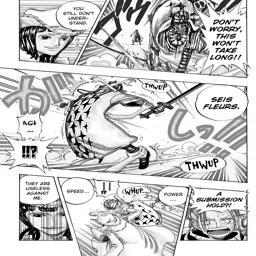 YOU
STILL DON'T
UNDER-
STAND.
DON'T
WORRY,
THIS
WON'T
TAKE
LONG!!
THWUP
SEIS
FLEURS.
AGH
...
!!?
THWUP
THEY ARE
USELESS
AGAINST
ME.
SPEED...
WHUP...
POWER
...
A
SUBMISSION
HOLD?!